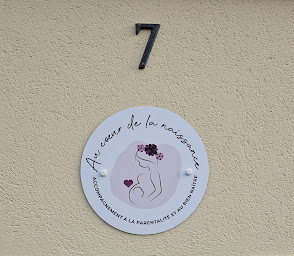 7
Au cœur de la naissance
ACCOMPAGNEMENT À LA PARENTALITÉ ET AU BIEN NAÎTRE